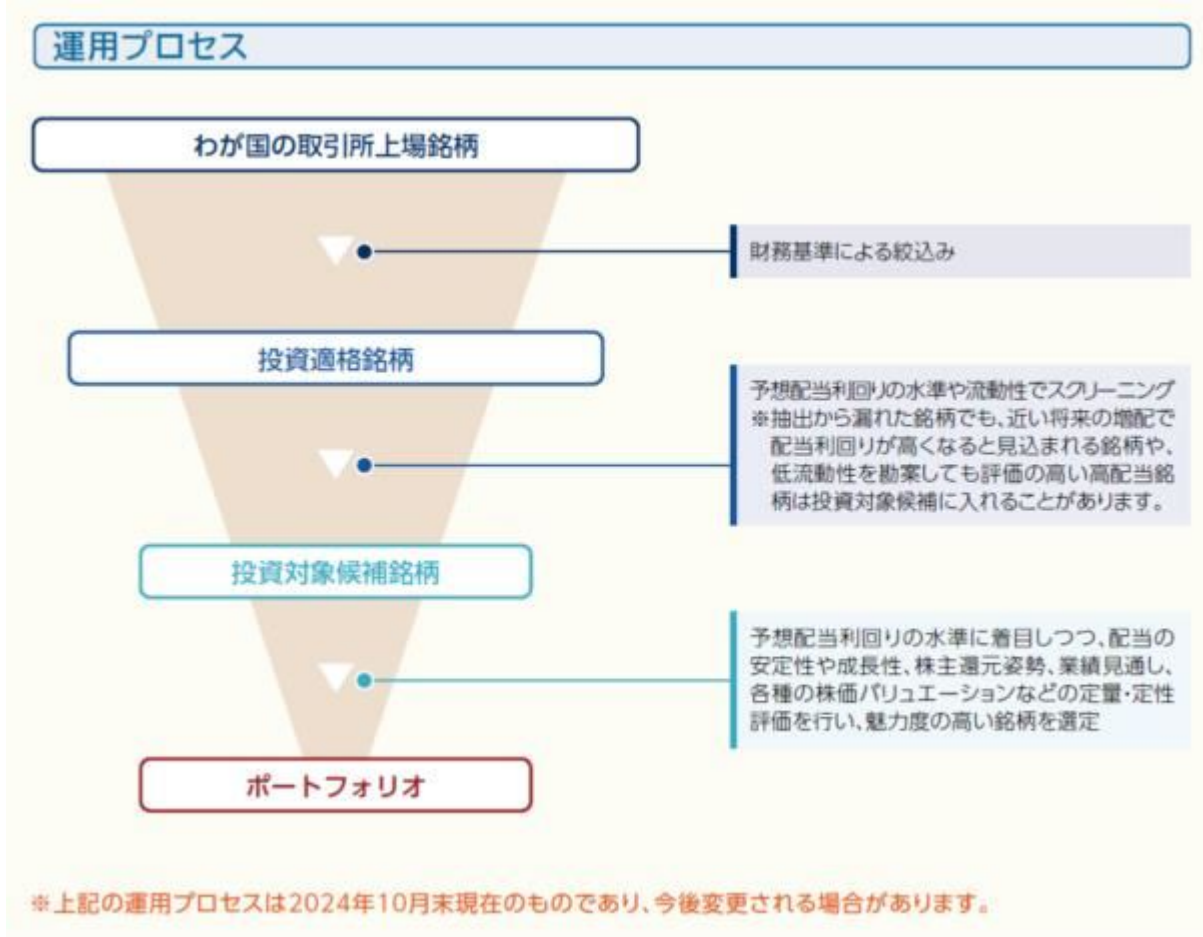 運用プロセス
わが国の取引所上場銘柄
財務基準による絞込み
投資適格銘柄
予想配当利回りの水準や流動性でスクリーニング
※抽出から漏れた銘柄でも、近い将来の増配で
配当利回りが高くなると見込まれる銘柄や、
低流動性を勘案しても評価の高い高配当銘
柄は投資対象候補に入れることがあります。
投資対象候補銘柄
予想配当利回りの水準に着目しつつ、配当の
安定性や成長性、株主還元姿勢、業績見通し、
各種の株価バリュエーションなどの定量・定性
評価を行い、魅力度の高い銘柄を選定
ポートフォリオ
※上記の運用プロセスは2024年10月末現在のものであり、今後変更される場合があります。